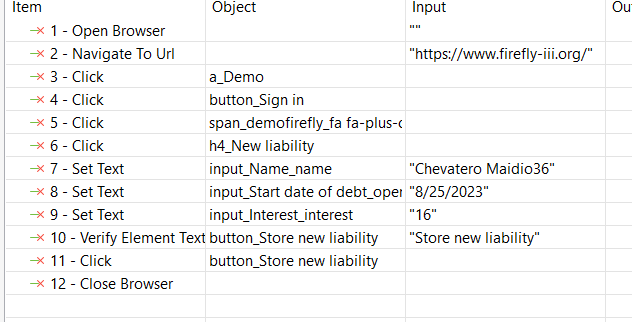 Item Object Input Ou
1 - Open Browser ""
2 - Navigate To Url "https://www.firefly-iii.org/"
3 - Click a_Demo
4 - Click button_Sign in
5 - Click span_demofirefly_fa fa-plus-c
6 - Click h4_New liability
7 - Set Text input_Name_name "Chevatero Maidio36"
8 - Set Text input_Start date of debt_oper "8/25/2023"
9 - Set Text input_Interest_interest "16"
10 - Verify Element Text button_Store new liability "Store new liability"
11 - Click button_Store new liability
12 - Close Browser